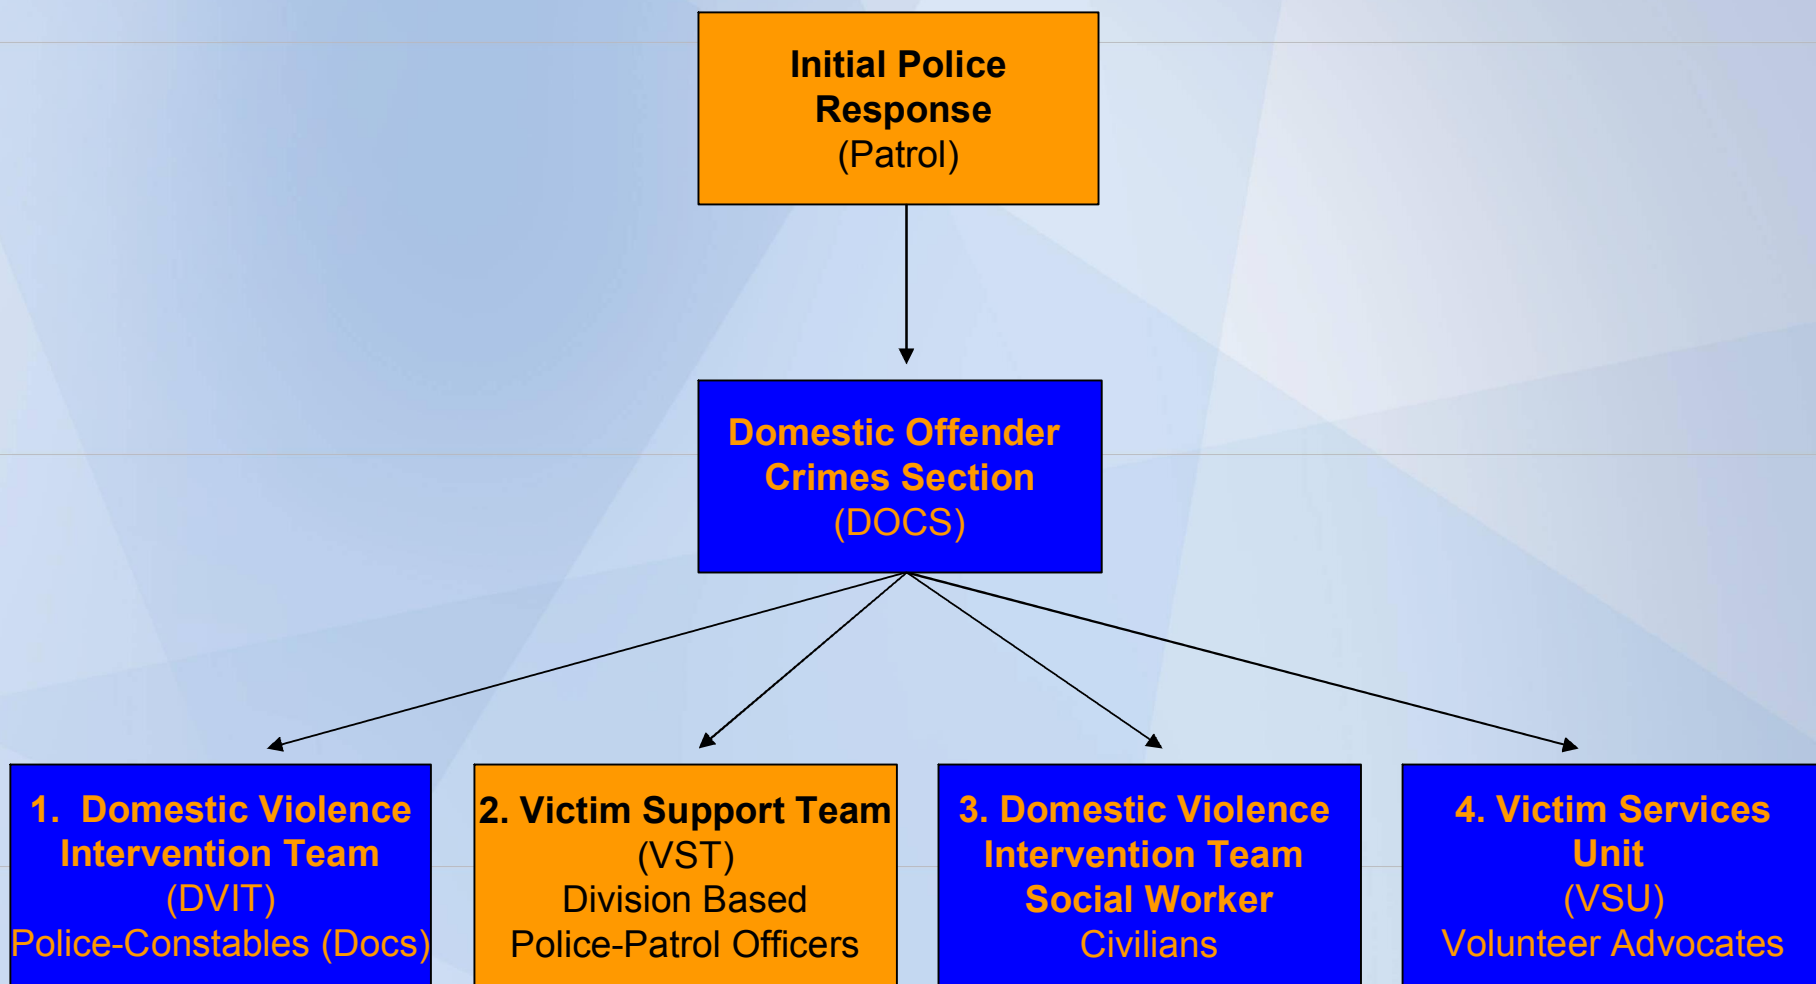 Initial Police
Response
(Patrol)
Domestic Offender
Crimes Section
(DOCS)
1. Domestic Violence
Intervention Team
(DVIT)
Police-Constables (Docs)
2. Victim Support Team
(VST)
Division Based
Police-Patrol Officers
3. Domestic Violence
Intervention Team
Social Worker
Civilians
4. Victim Services
Unit
(VSU)
Volunteer Advocates